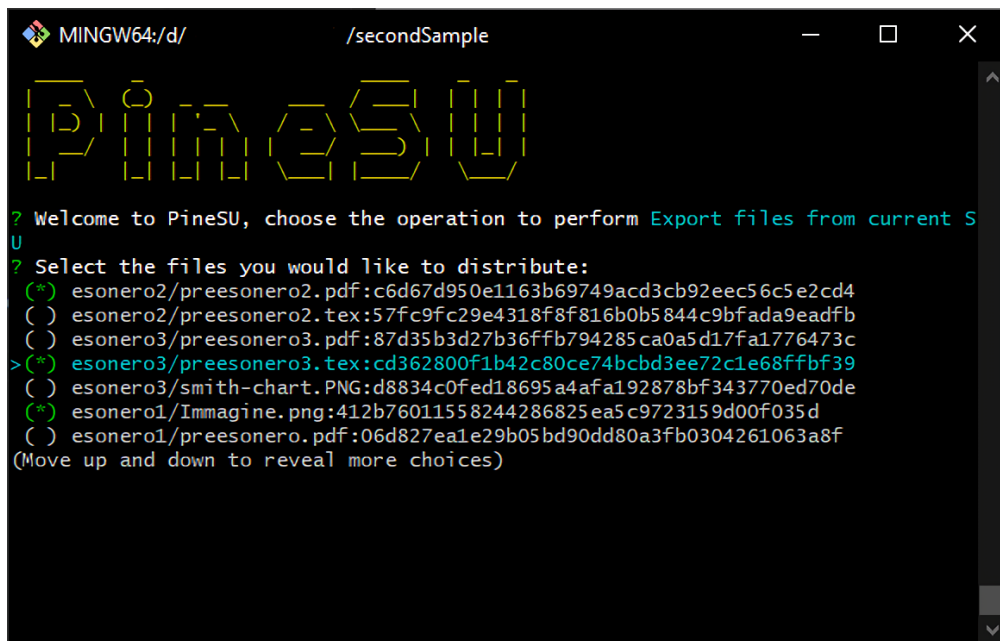 MINGW64:/d/ /secondSample
PineSU
? Welcome to PineSU, choose the operation to perform Export files from current S
U
? Select the files you would like to distribute:
(*) esonero2/preesonero2.pdf:c6d67d950e1163b69749acd3cb92eec56c5e2cd4
( ) esonero2/preesonero2.tex:57fc9fc29e4318f8f816b0b5844c9bfada9eadfb
( ) esonero3/preesonero3.pdf:87d35b3d27b36ffb794285ca0a5d17fa1776473c
>(*) esonero3/preesonero3.tex:cd362800f1b42c80ce74bcbd3ee72c1e68ffbf39
( ) esonero3/smith-chart.PNG:d8834c0fed18695a4afa192878bf343770ed70de
(*) esonero1/Immagine.png:412b76011558244286825ea5c9723159d00f035d
( ) esonero1/preesonero.pdf:06d827ea1e29b05bd90dd80a3fb0304261063a8f
(Move up and down to reveal more choices)